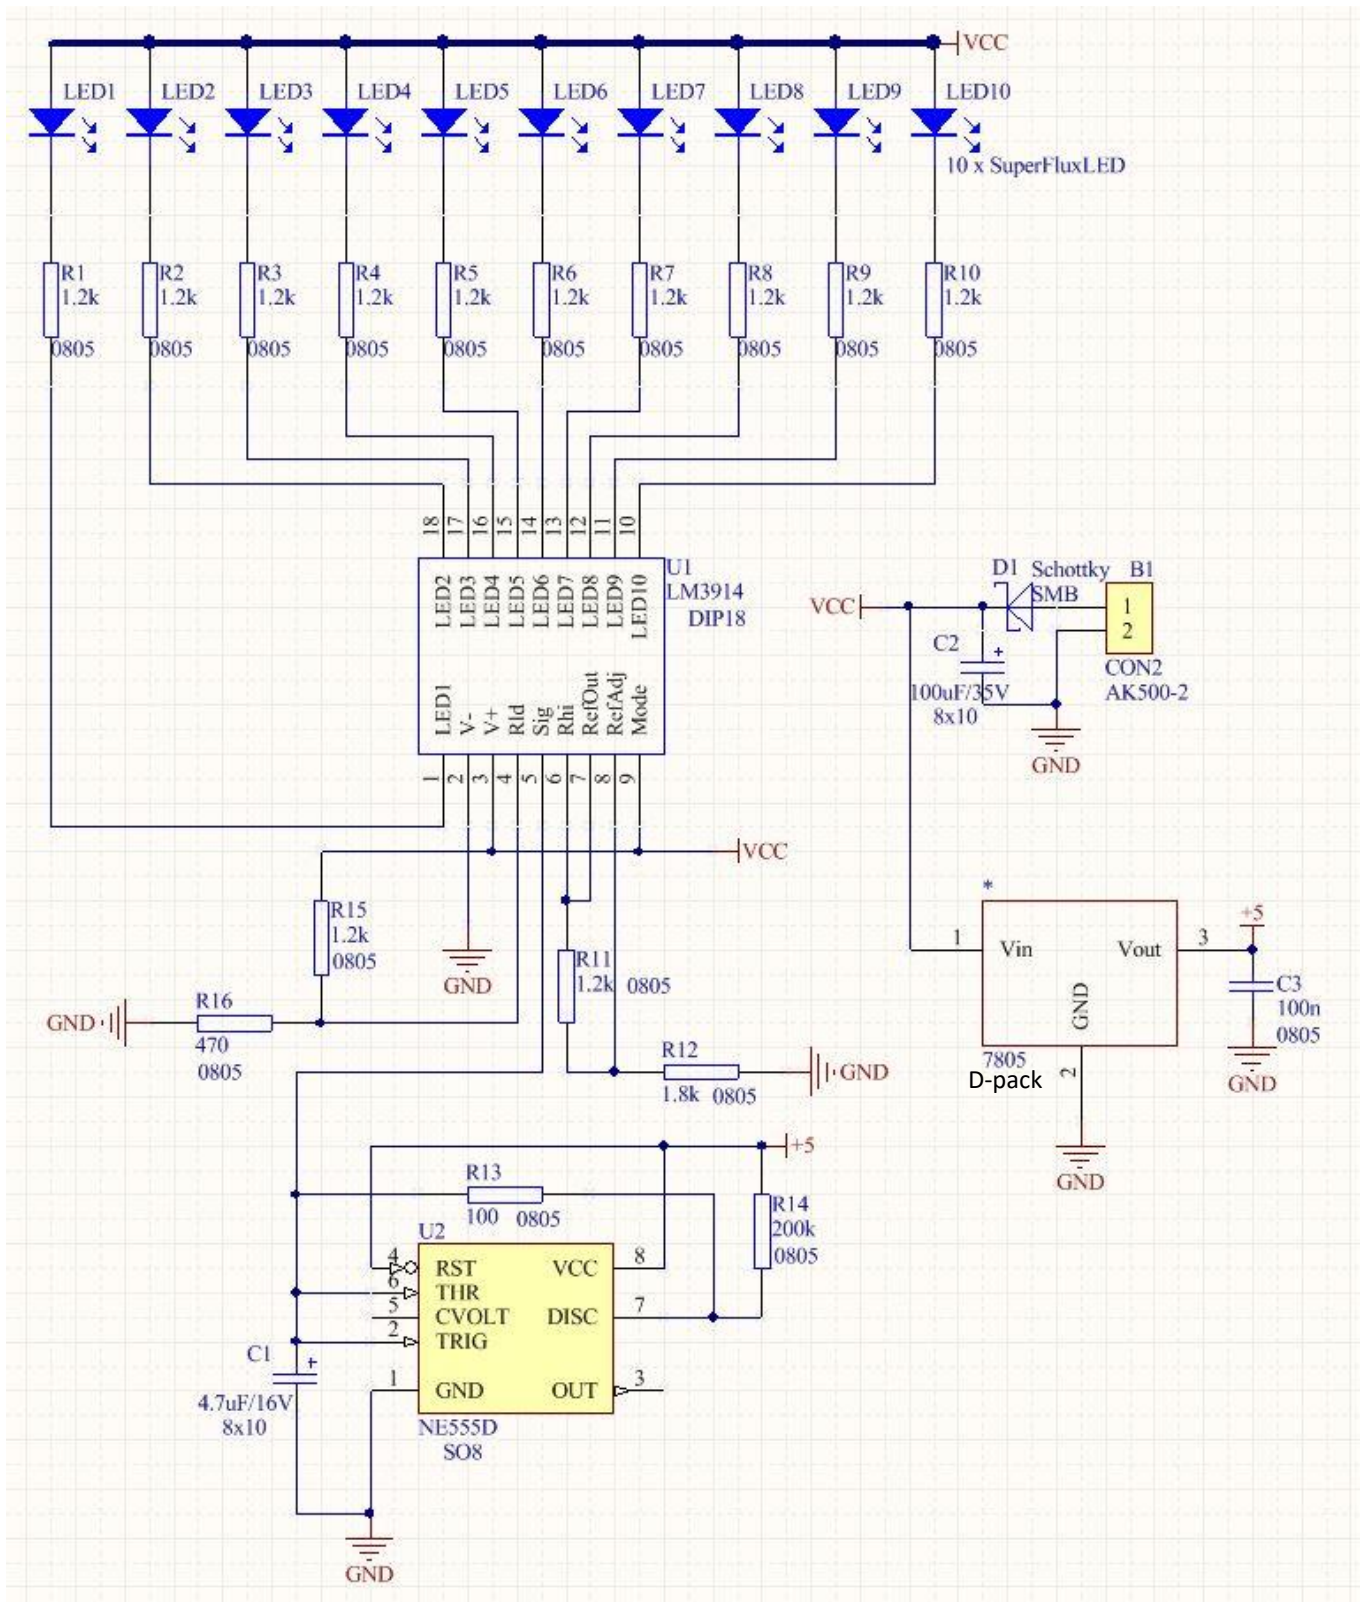 VCC
LED1 LED2 LED3 LED4 LED5 LED6 LED7 LED8 LED9 LED10
10 x SuperFluxLED
R1 R2 R3 R4 R5 R6 R7 R8 R9 R10
1.2k 1.2k 1.2k 1.2k 1.2k 1.2k 1.2k 1.2k 1.2k 1.2k
0805 0805 0805 0805 0805 0805 0805 0805 0805 0805
18 17 16 15 14 13 12 11 10
U1
LM3914
DIP18
LED2 LED3 LED4 LED5 LED6 LED7 LED8 LED9 LED10
LED1 V- V+ Rld Sig Rhi RefOut RefAdj Mode
1 2 3 4 5 6 7 8 9
D1 Schottky B1
SMB
VCC
1
2
C2 +
CON2
100uF/35V AK500-2
8x10
GND
VCC
R15
1.2k
0805
GND
R11
1.2k 0805
R16
GND
470
0805
R12
GND
1.8k 0805
*
+5
1 Vin Vout 3
GND
C3
100n
0805
7805
D-pack
2
GND
GND
+5
R13
100 0805
R14
200k
0805
U2
4 RST VCC 8
6 THR
5 CVOLT DISC 7
2 TRIG
C1 +
1 GND OUT 3
4.7uF/16V
8x10
NE555D
SO8
GND